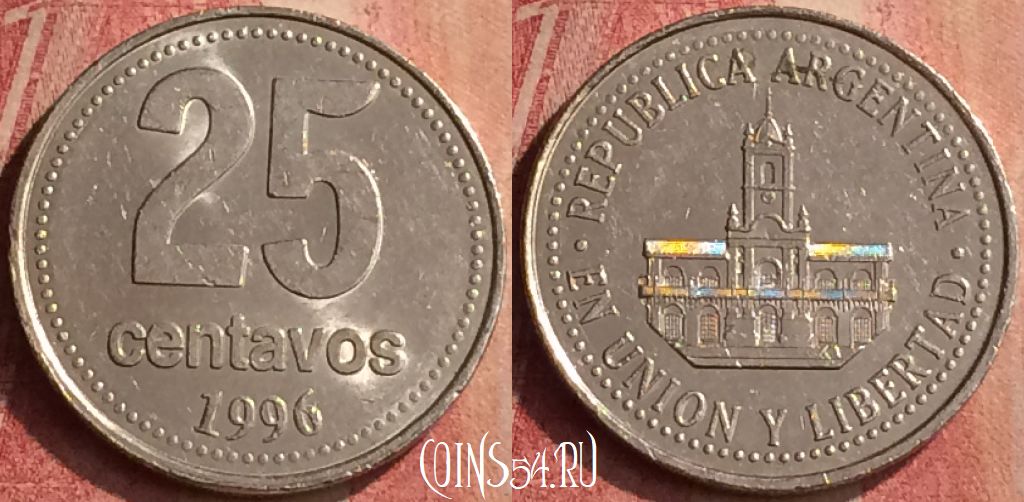 25
centavos
1996
REPUBLICA ARGENTINA
EN UNION Y LIBERTAD
COINS54.RU